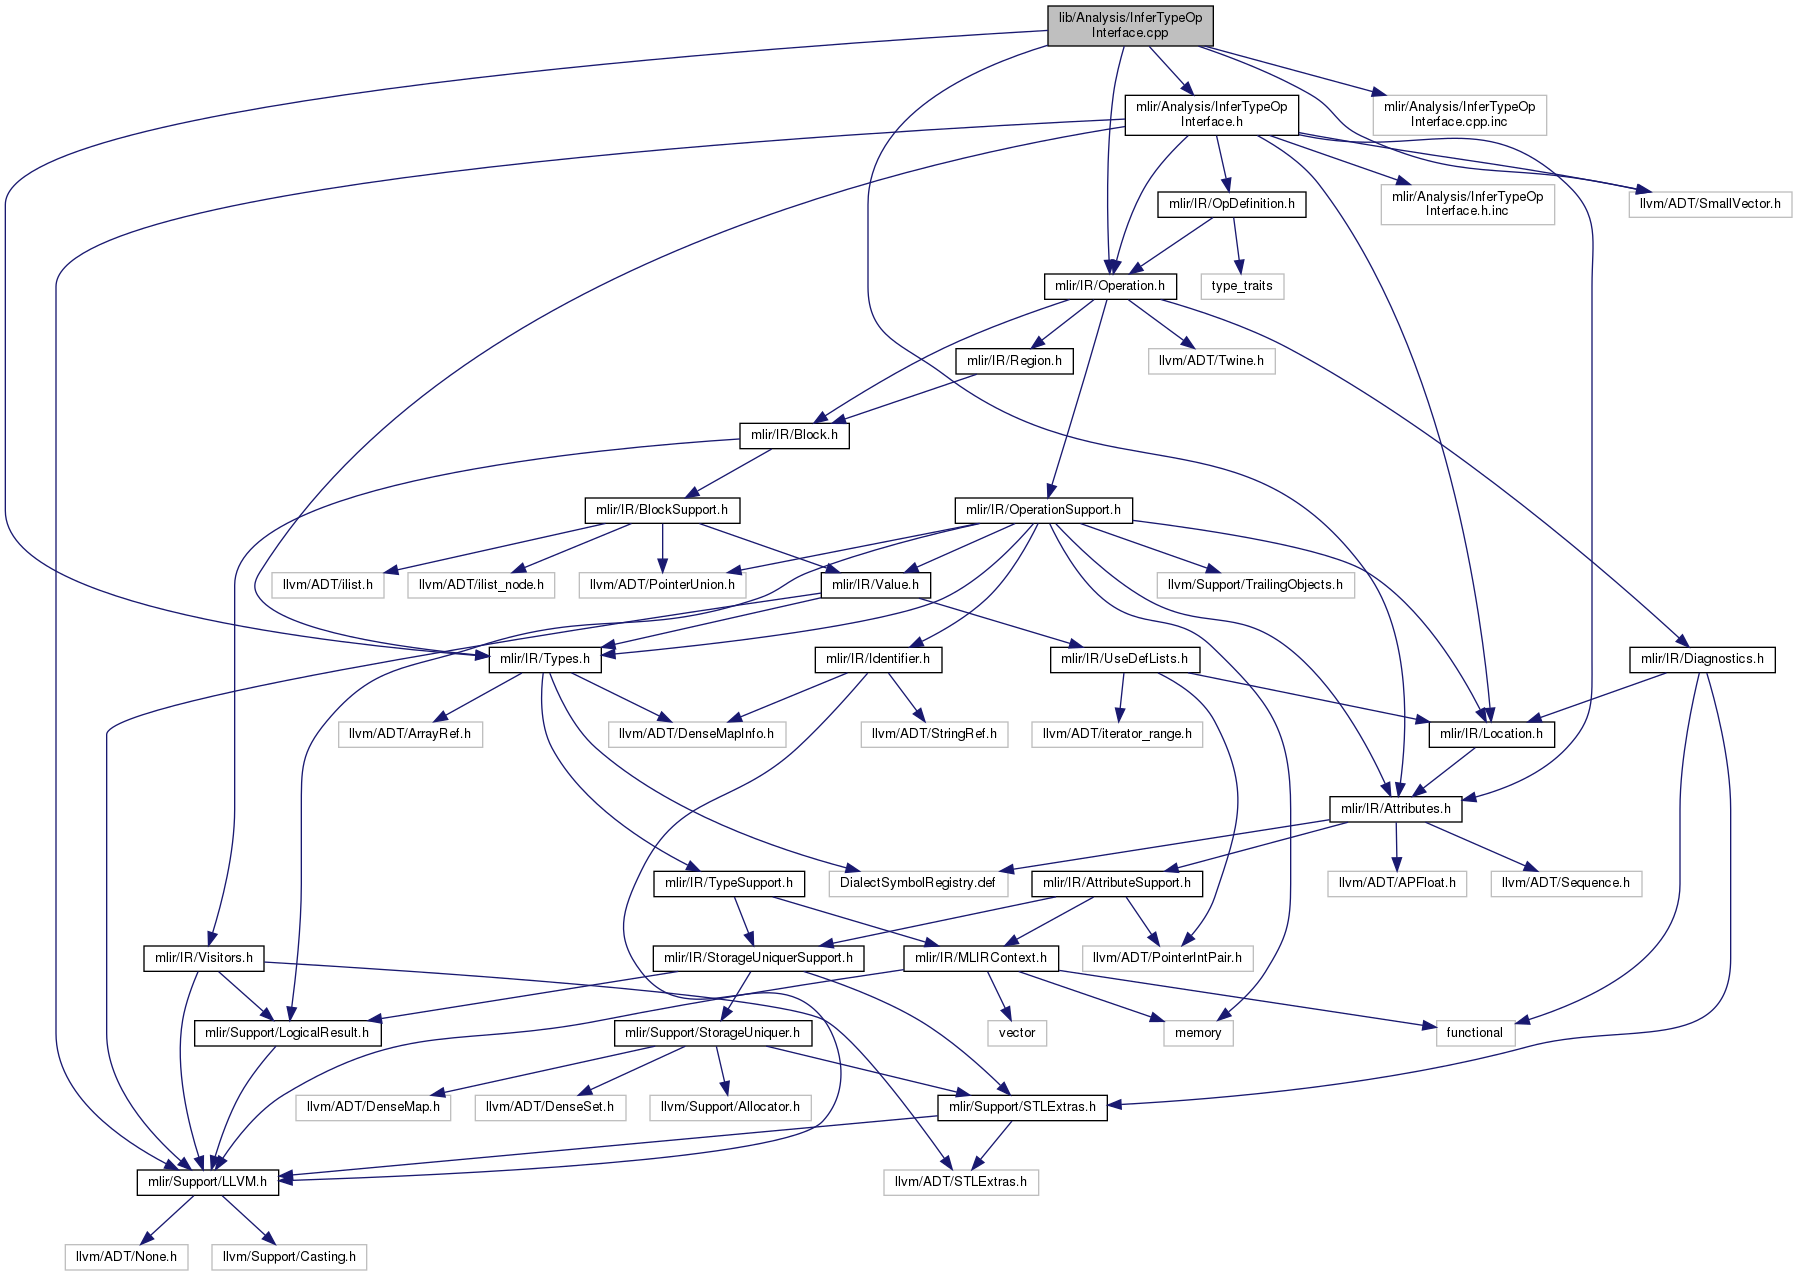 lib/Analysis/InferTypeOp
Interface.cpp
mlir/Analysis/InferTypeOp
Interface.h
mlir/Analysis/InferTypeOp
Interface.cpp.inc
mlir/IR/OpDefinition.h
mlir/Analysis/InferTypeOp
Interface.h.inc
llvm/ADT/SmallVector.h
mlir/IR/Operation.h
type_traits
mlir/IR/Region.h
llvm/ADT/Twine.h
mlir/IR/Block.h
mlir/IR/BlockSupport.h
mlir/IR/OperationSupport.h
llvm/ADT/ilist.h
llvm/ADT/ilist_node.h
llvm/ADT/PointerUnion.h
mlir/IR/Value.h
llvm/Support/TrailingObjects.h
mlir/IR/Types.h
mlir/IR/Identifier.h
mlir/IR/UseDefLists.h
mlir/IR/Diagnostics.h
llvm/ADT/ArrayRef.h
llvm/ADT/DenseMapInfo.h
llvm/ADT/StringRef.h
llvm/ADT/iterator_range.h
mlir/IR/Location.h
mlir/IR/Attributes.h
mlir/IR/TypeSupport.h
DialectSymbolRegistry.def
mlir/IR/AttributeSupport.h
llvm/ADT/APFloat.h
llvm/ADT/Sequence.h
mlir/IR/Visitors.h
mlir/IR/StorageUniquerSupport.h
mlir/IR/MLIRContext.h
llvm/ADT/PointerIntPair.h
mlir/Support/LogicalResult.h
mlir/Support/StorageUniquer.h
vector
memory
functional
llvm/ADT/DenseMap.h
llvm/ADT/DenseSet.h
llvm/Support/Allocator.h
mlir/Support/STLExtras.h
mlir/Support/LLVM.h
llvm/ADT/STLExtras.h
llvm/ADT/None.h
llvm/Support/Casting.h